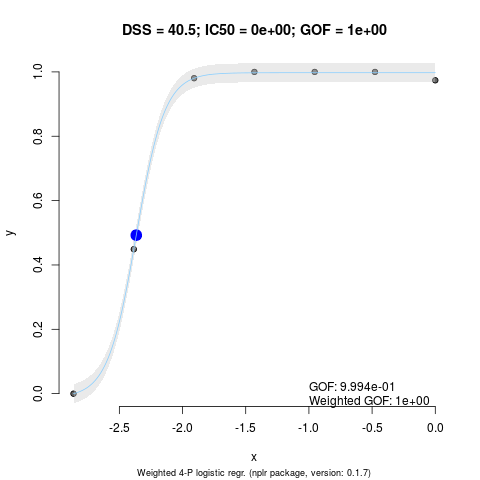 DSS = 40.5; IC50 = 0e+00; GOF = 1e+00
1.0
0.8
0.6
0.4
0.2
0.0
y
GOF: 9.994e-01
Weighted GOF: 1e+00
-2.5 -2.0 -1.5 -1.0 -0.5 0.0
x
Weighted 4-P logistic regr. (nplr package, version: 0.1.7)